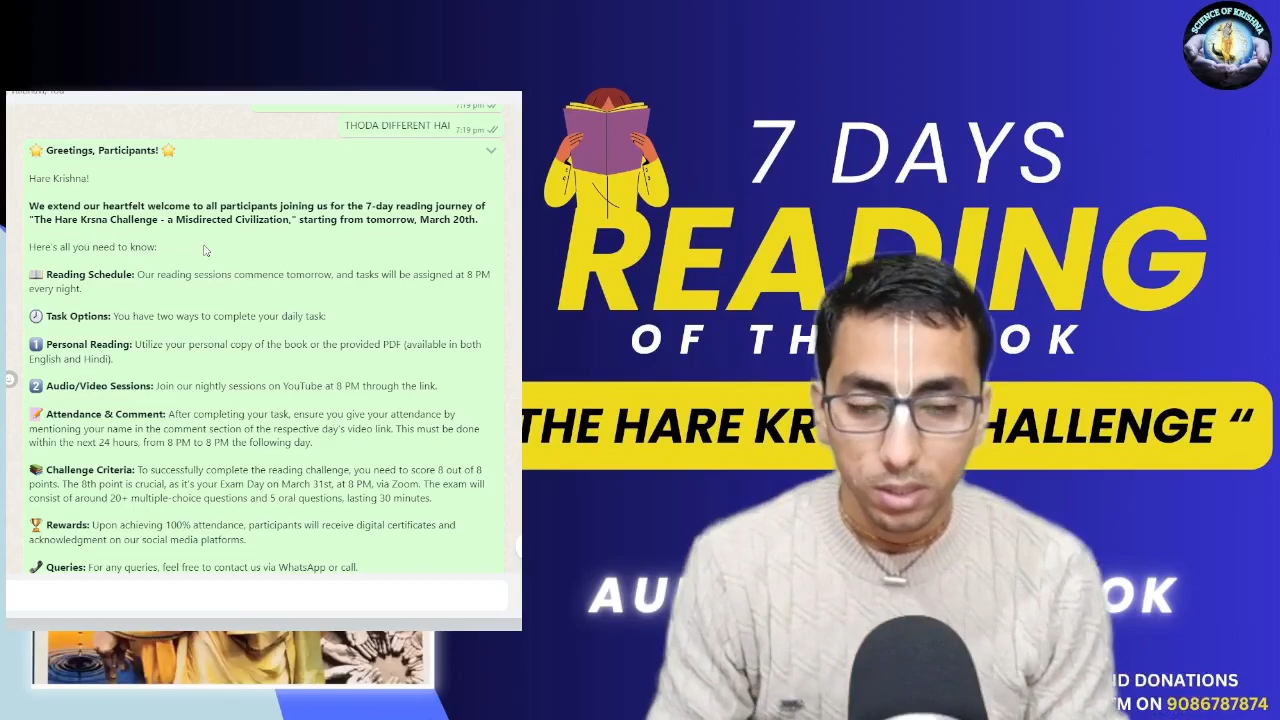 7:19 pm
THODA DIFFERENT HAI 7:19 pm
⭐ Greetings, Participants! ⭐
Hare Krishna!
We extend our heartfelt welcome to all participants joining us for the 7-day reading journey of
"The Hare Krsna Challenge - a Misdirected Civilization," starting from tomorrow, March 20th.
Here's all you need to know:
📖 Reading Schedule: Our reading sessions commence tomorrow, and tasks will be assigned at 8 PM
every night.
🕗 Task Options: You have two ways to complete your daily task:
1️⃣ Personal Reading: Utilize your personal copy of the book or the provided PDF (available in both
English and Hindi).
2️⃣ Audio/Video Sessions: Join our nightly sessions on YouTube at 8 PM through the link.
📝 Attendance & Comment: After completing your task, ensure you give your attendance by
mentioning your name in the comment section of the respective day's video link. This must be done
within the next 24 hours, from 8 PM to 8 PM the following day.
📚 Challenge Criteria: To successfully complete the reading challenge, you need to score 8 out of 8
points. The 8th point is crucial, as it's your Exam Day on March 31st, at 8 PM, via Zoom. The exam will
consist of around 20+ multiple-choice questions and 5 oral questions, lasting 30 minutes.
🏆 Rewards: Upon achieving 100% attendance, participants will receive digital certificates and
acknowledgment on our social media platforms.
📞 Queries: For any queries, feel free to contact us via WhatsApp or call.
SCIENCE OF KRISHNA
7 DAYS
READING
OF TH OK
THE HARE KR HALLENGE “
AU OK
D DONATIONS
TM ON 9086787874